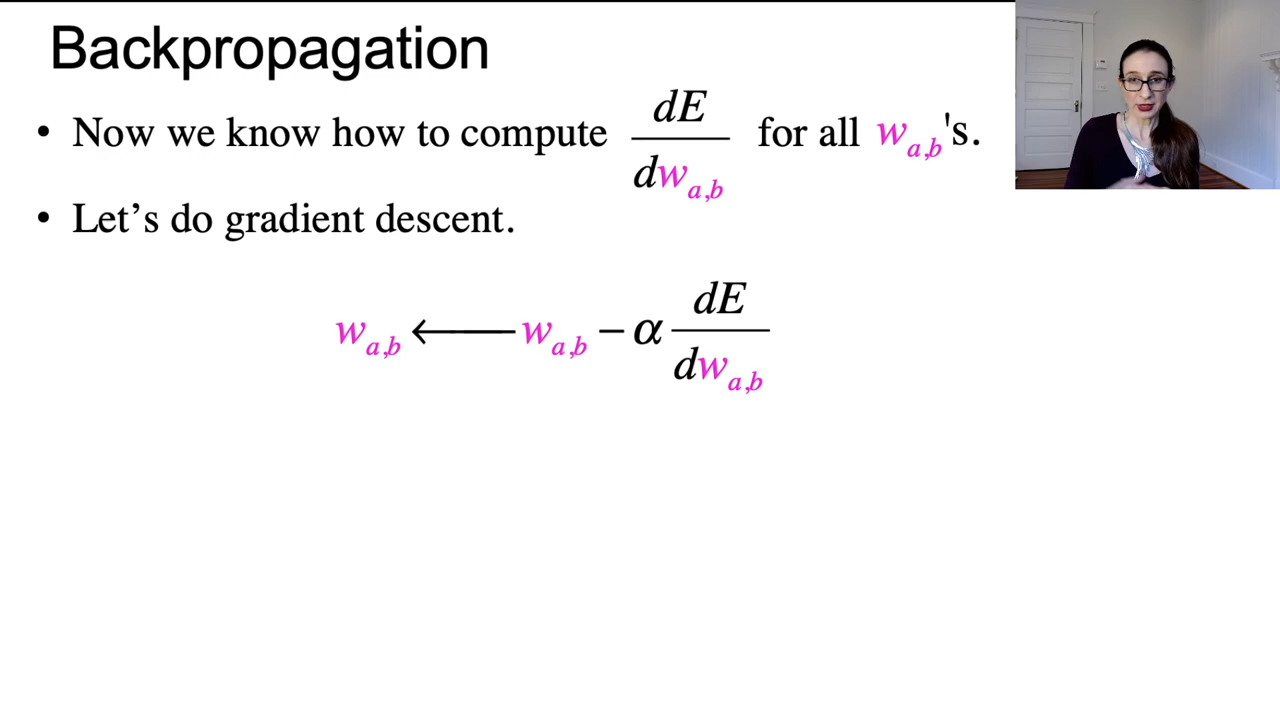 Backpropagation
• Now we know how to compute dE/dw_{a,b} for all w_{a,b}'s.
• Let’s do gradient descent.
w_{a,b} ⟵ w_{a,b} − α dE/dw_{a,b}